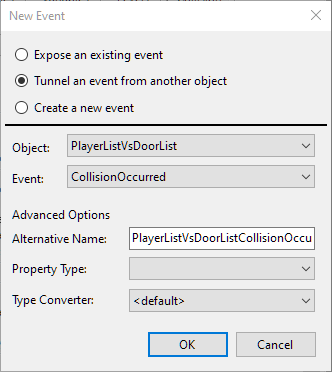 New Event
Expose an existing event
Tunnel an event from another object
Create a new event
Object: PlayerListVsDoorList
Event: CollisionOccurred
Advanced Options
Alternative Name: PlayerListVsDoorListCollisionOccu
Property Type:
Type Converter: <default>
OK Cancel